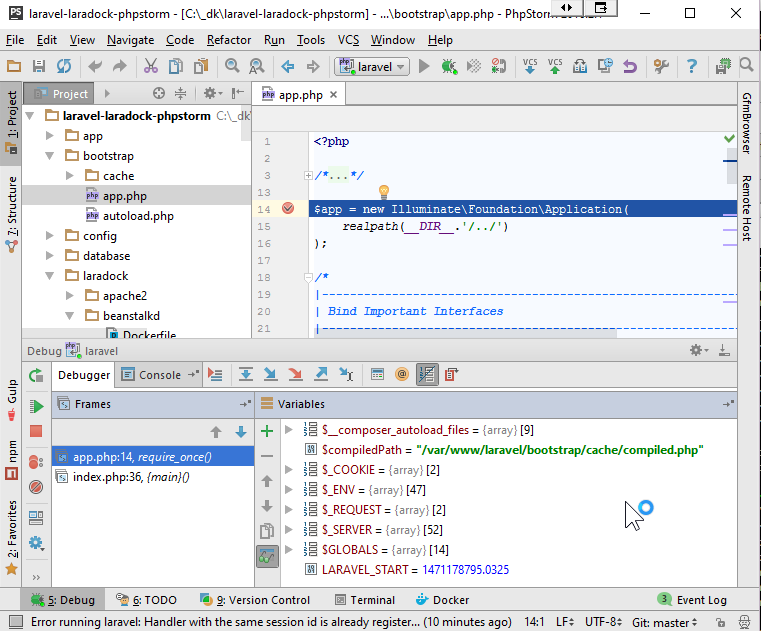 PS laravel-laradock-phpstorm - [C:\_dk\laravel-laradock-phpstorm] - ...\bootstrap\app.php - PhpStorm
File Edit View Navigate Code Refactor Run Tools VCS Window Help
php laravel VCS VCS ?
Project php app.php
1: Project
7: Structure
Gulp
npm
2: Favorites
laravel-laradock-phpstorm C:\_dk
app
bootstrap
cache
php app.php
php autoload.php
config
database
laradock
apache2
beanstalkd
Dockerfile
1 <?php
2
3 /*...*/
13
14 $app = new Illuminate\Foundation\Application(
15 realpath(__DIR__.'/../')
16 );
17
18 /*
19 |--------------------------------------------------------------------------
20 | Bind Important Interfaces
21 |--------------------------------------------------------------------------
GfmBrowser
Remote Host
Debug php laravel
Debugger Console
Frames
Variables
app.php:14, require_once()
index.php:36, {main}()
$__composer_autoload_files = {array} [9]
$compiledPath = "/var/www/laravel/bootstrap/cache/compiled.php"
$_COOKIE = {array} [2]
$_ENV = {array} [47]
$_REQUEST = {array} [2]
$_SERVER = {array} [52]
$GLOBALS = {array} [14]
LARAVEL_START = 1471178795.0325
5: Debug 6: TODO 9: Version Control Terminal Docker 3 Event Log
Error running laravel: Handler with the same session id is already register... (10 minutes ago) 14:1 LF UTF-8 Git: master